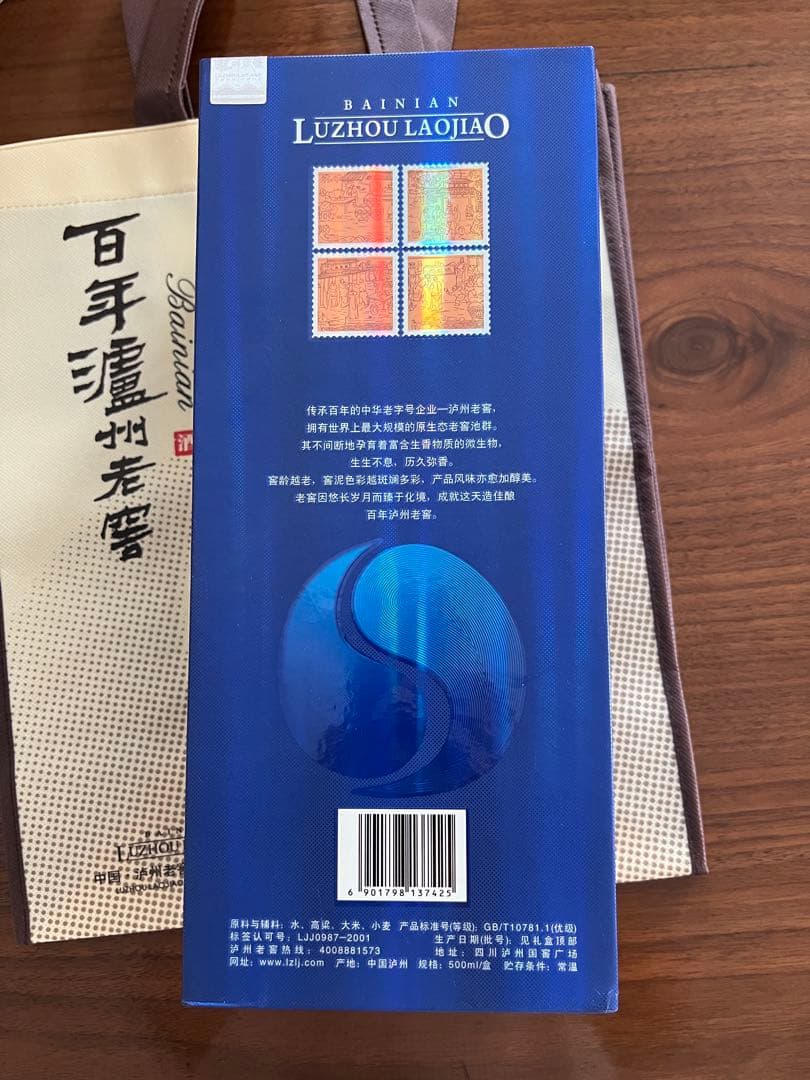 BAINIAN
LUZHOU LAOJIAO
传承百年的中华老字号企业—泸州老窖，
拥有世界上最大规模的原生态老窖池群。
其不间断地孕育着富含生香物质的微生物，
生生不息，历久弥香。
窖龄越老，窖泥色彩越斑斓多彩，产品风味亦愈加醇美。
老窖因悠长岁月而臻于化境，成就这天造佳酿
百年泸州老窖。
6 901798 137425
原料与辅料：水、高粱、大米、小麦 产品标准号(等级)：GB/T10781.1(优级)
标签认可号：LJJ0987-2001 生产日期(批号)：见礼盒顶部
泸州老窖热线：4008881573 地址：四川泸州国窖广场
网址：www.lzlj.com 产地：中国泸州 规格：500ml/盒 贮存条件：常温
百年泸州老窖
Bainian
酒
BAIN
LUZHOU
中国·泸州老窖